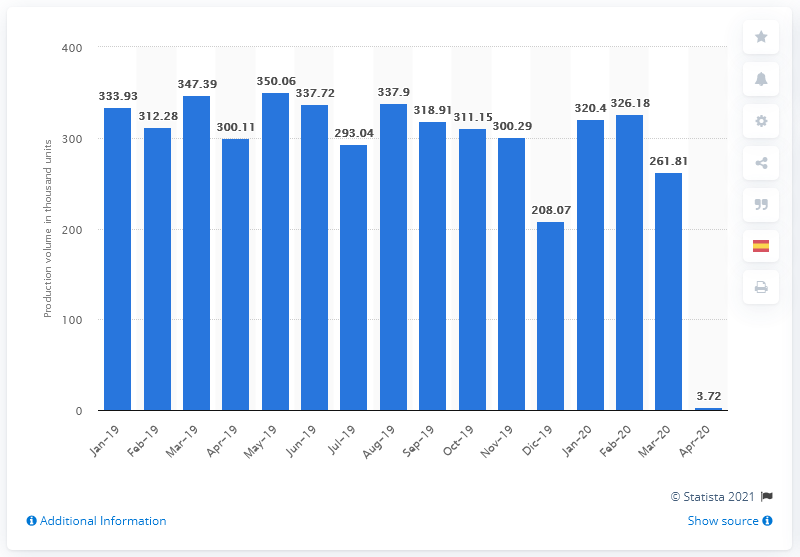 400
300
200
100
0
Production volume in thousand units
333.93
312.28
347.39
300.11
350.06
337.72
293.04
337.9
318.91
311.15
300.29
208.07
320.4
326.18
261.81
3.72
Jan-19
Feb-19
Mar-19
Apr-19
May-19
Jun-19
Jul-19
Aug-19
Sep-19
Oct-19
Nov-19
Dic-19
Jan-20
Feb-20
Mar-20
Apr-20
© Statista 2021
Additional Information
Show source